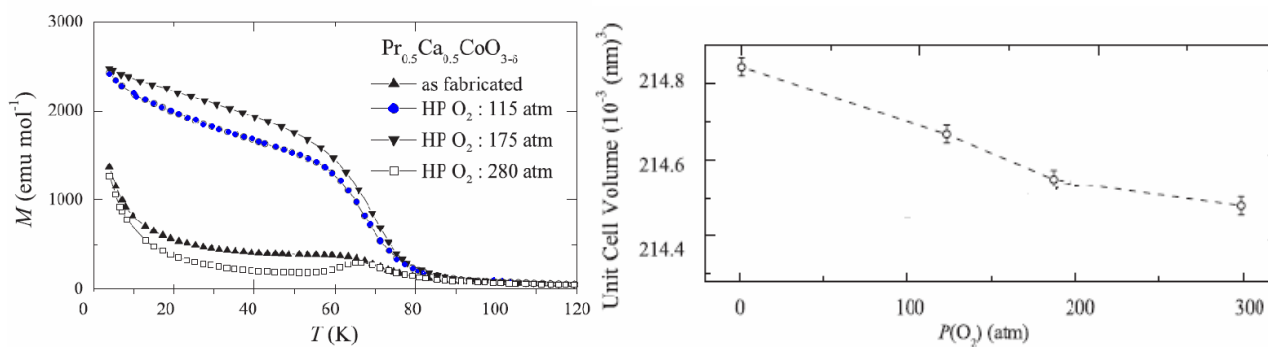 3000
2000
1000
0
M (emu mol⁻¹)
Pr₀.₅Ca₀.₅CoO₃₋δ
as fabricated
HP O₂ : 115 atm
HP O₂ : 175 atm
HP O₂ : 280 atm
0 20 40 60 80 100 120
T (K)
Unit Cell Volume (10⁻³ (nm)³)
214.8
214.6
214.4
0 100 200 300
P(O₂) (atm)